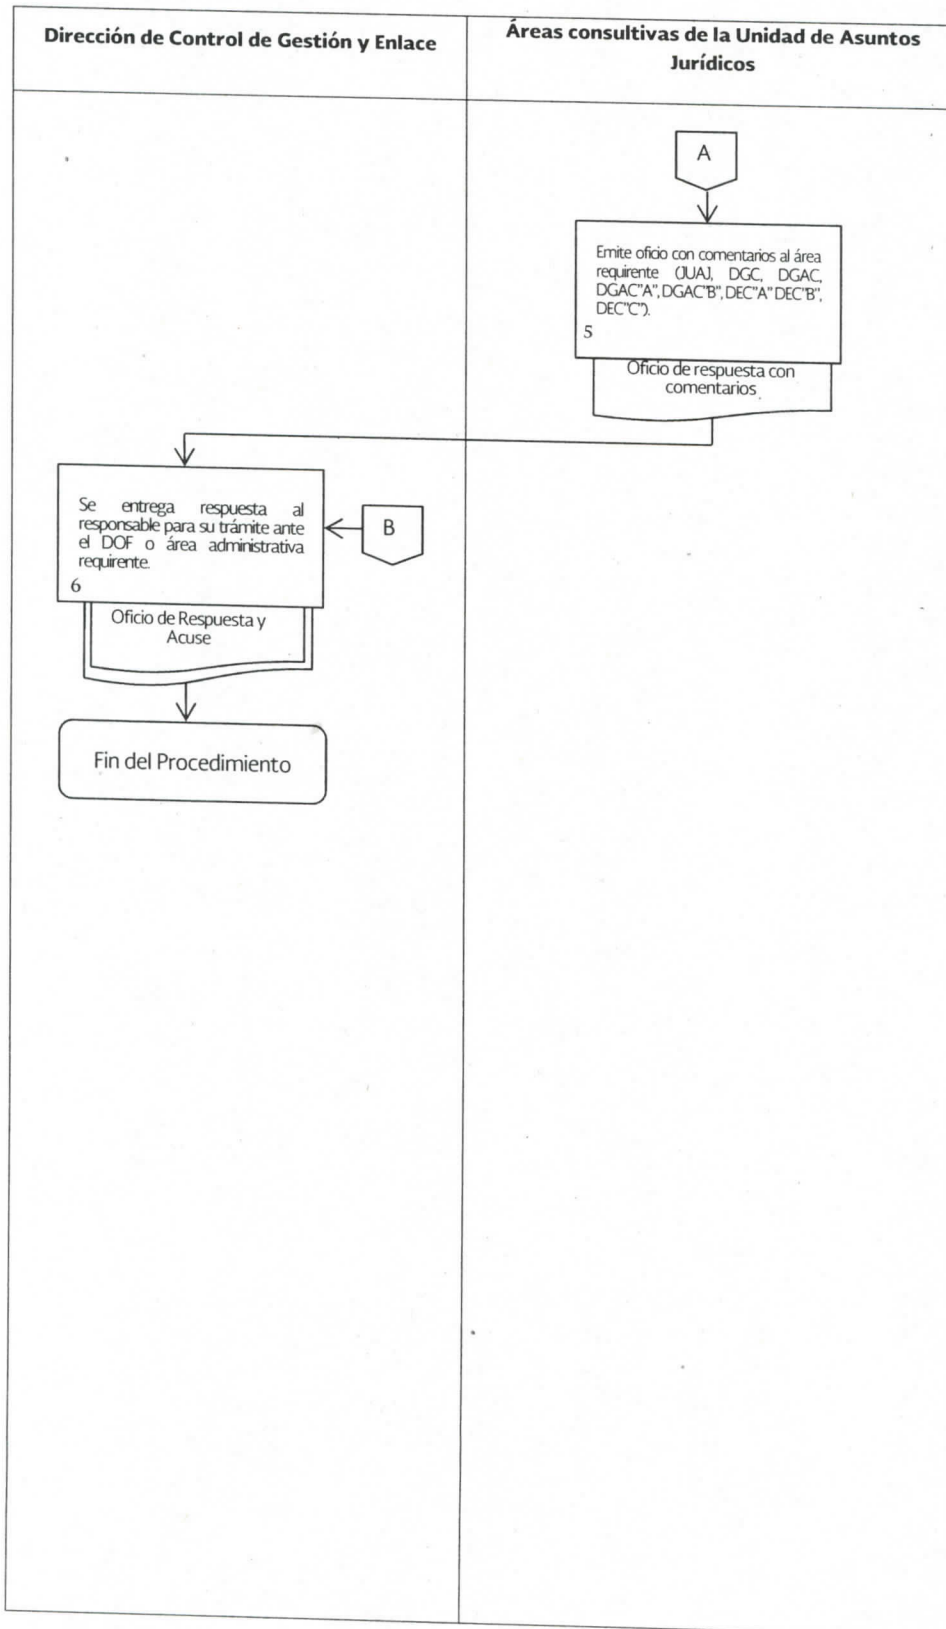 Dirección de Control de Gestión y Enlace
Áreas consultivas de la Unidad de Asuntos
Jurídicos
A
Emite oficio con comentarios al área
requirente (JUAJ, DGC, DGAC,
DGAC"A", DGAC"B", DEC"A" DEC"B",
DEC"C").
5
Oficio de respuesta con
comentarios
Se entrega respuesta al
responsable para su trámite ante
el DOF o área administrativa
requirente.
6
B
Oficio de Respuesta y
Acuse
Fin del Procedimiento